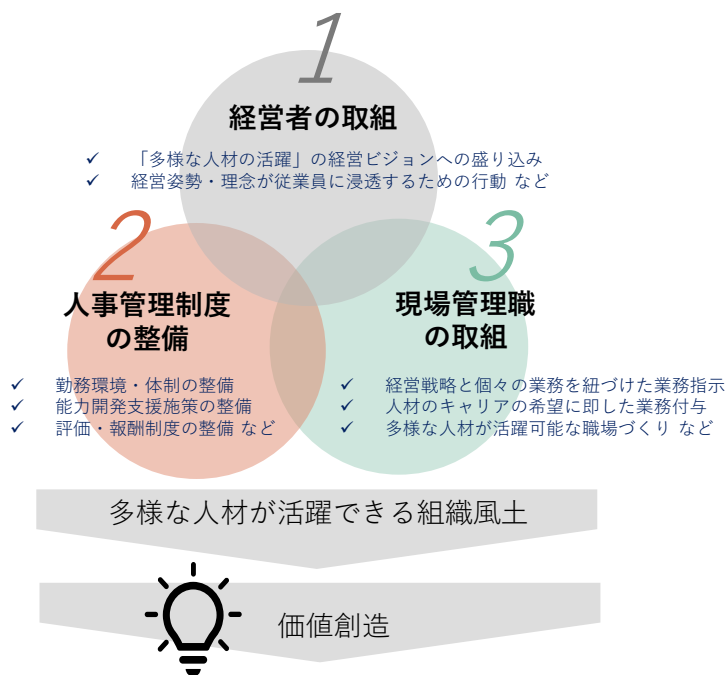 1
経営者の取組
✓ 「多様な人材の活躍」の経営ビジョンへの盛り込み
✓ 経営姿勢・理念が従業員に浸透するための行動 など
2
人事管理制度
の整備
✓ 勤務環境・体制の整備
✓ 能力開発支援施策の整備
✓ 評価・報酬制度の整備 など
3
現場管理職
の取組
✓ 経営戦略と個々の業務を紐づけた業務指示
✓ 人材のキャリアの希望に即した業務付与
✓ 多様な人材が活躍可能な職場づくり など
多様な人材が活躍できる組織風土
価値創造